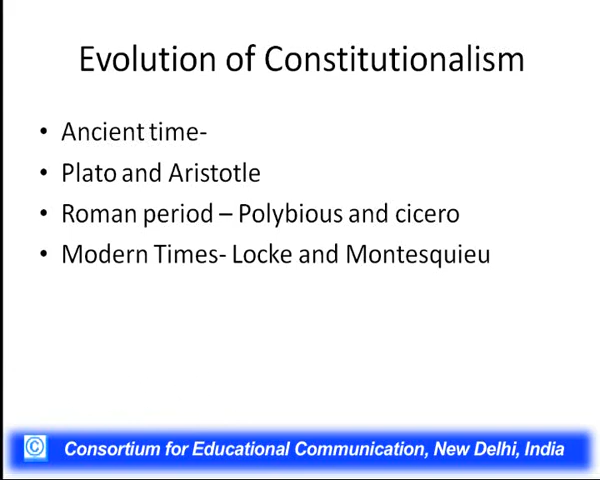 Evolution of Constitutionalism
• Ancient time-
• Plato and Aristotle
• Roman period – Polybious and cicero
• Modern Times- Locke and Montesquieu
© Consortium for Educational Communication, New Delhi, India